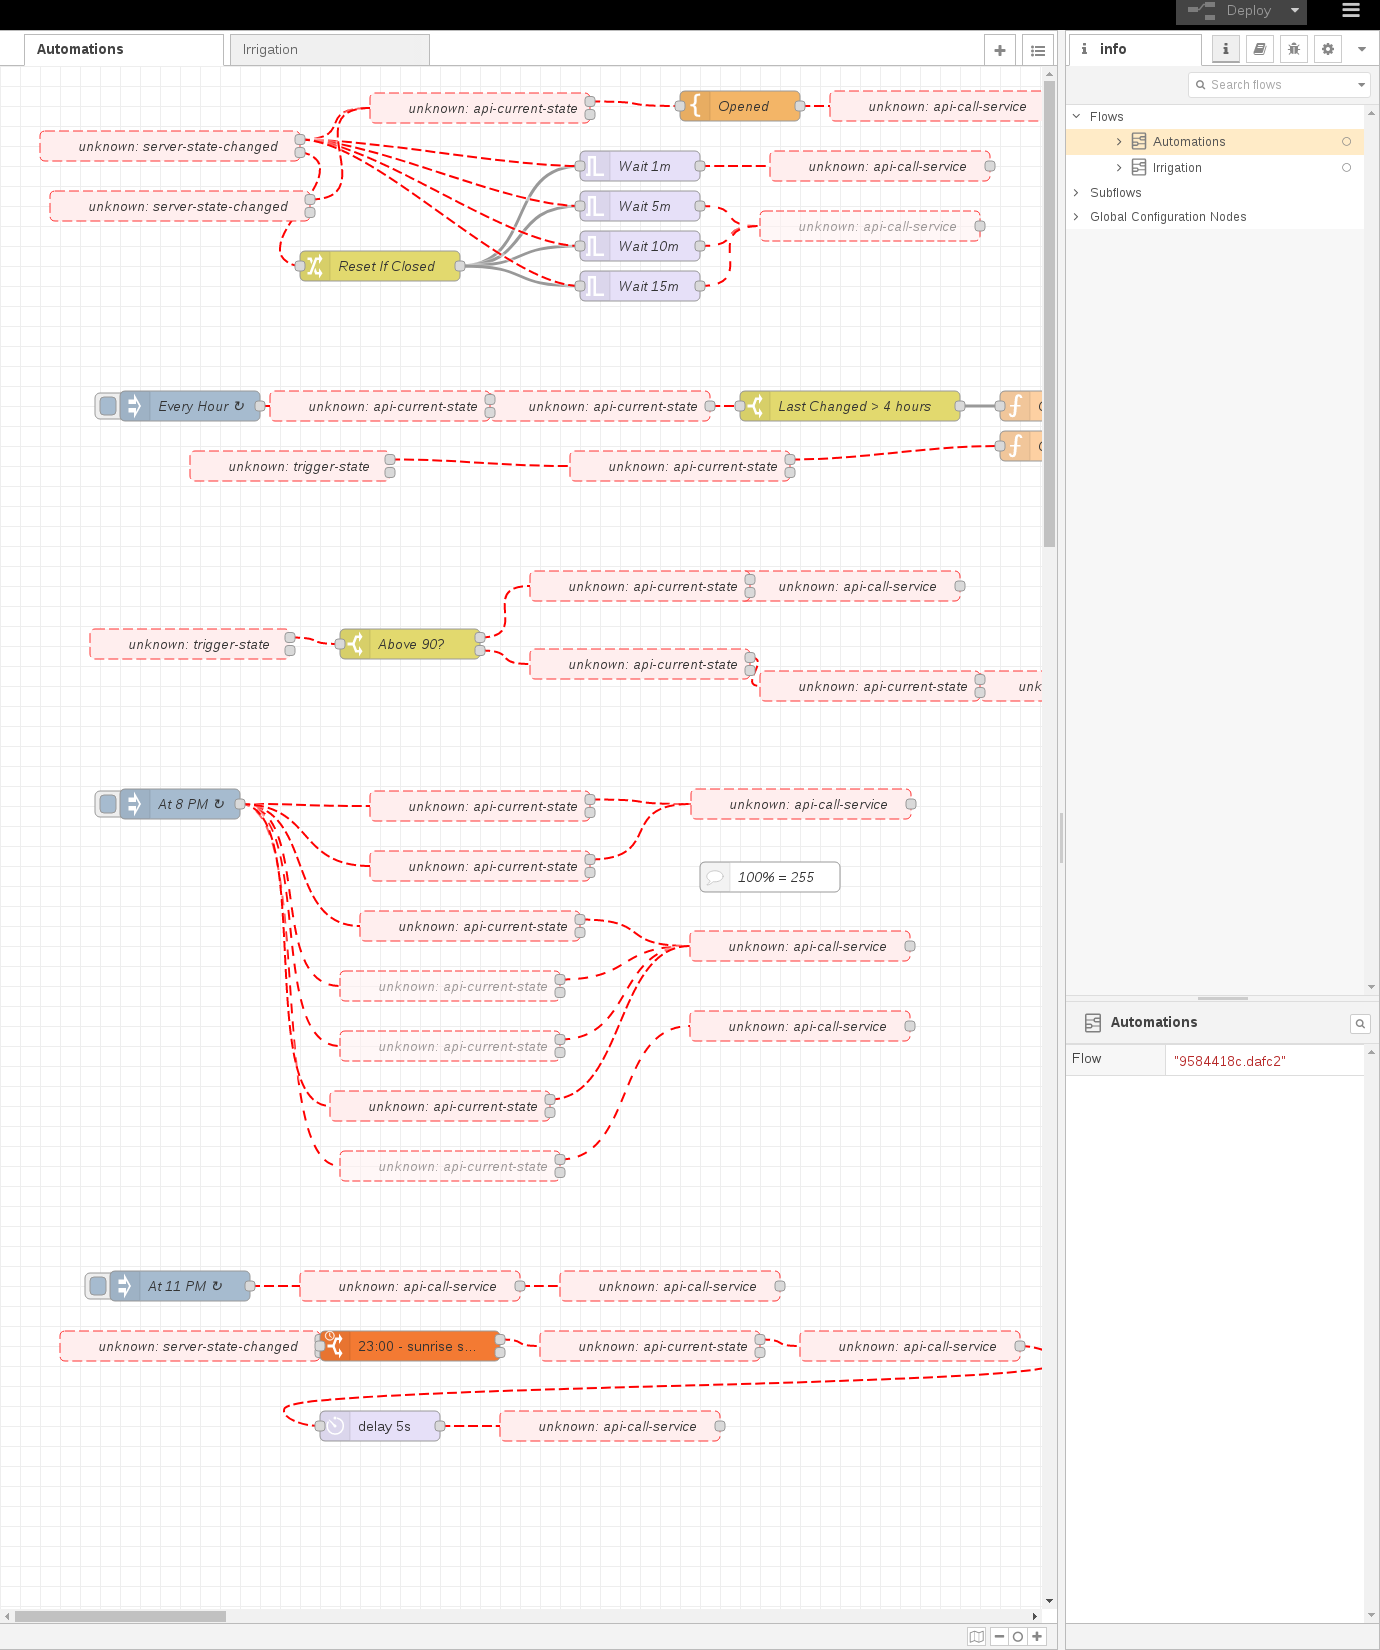 Deploy
Automations
Irrigation
info
Search flows
Flows
Automations
Irrigation
Subflows
Global Configuration Nodes
unknown: api-current-state
Opened
unknown: api-call-service
unknown: server-state-changed
Wait 1m
unknown: api-call-service
unknown: server-state-changed
Wait 5m
unknown: api-call-service
Wait 10m
Reset If Closed
Wait 15m
Every Hour ↻
unknown: api-current-state
unknown: api-current-state
Last Changed > 4 hours
unknown: trigger-state
unknown: api-current-state
unknown: api-current-state
unknown: api-call-service
unknown: trigger-state
Above 90?
unknown: api-current-state
unknown: api-current-state
unk
At 8 PM ↻
unknown: api-current-state
unknown: api-call-service
unknown: api-current-state
100% = 255
unknown: api-current-state
unknown: api-call-service
unknown: api-current-state
unknown: api-call-service
unknown: api-current-state
unknown: api-current-state
unknown: api-current-state
At 11 PM ↻
unknown: api-call-service
unknown: api-call-service
unknown: server-state-changed
23:00 - sunrise s...
unknown: api-current-state
unknown: api-call-service
delay 5s
unknown: api-call-service
Automations
Flow
"9584418c.dafc2"